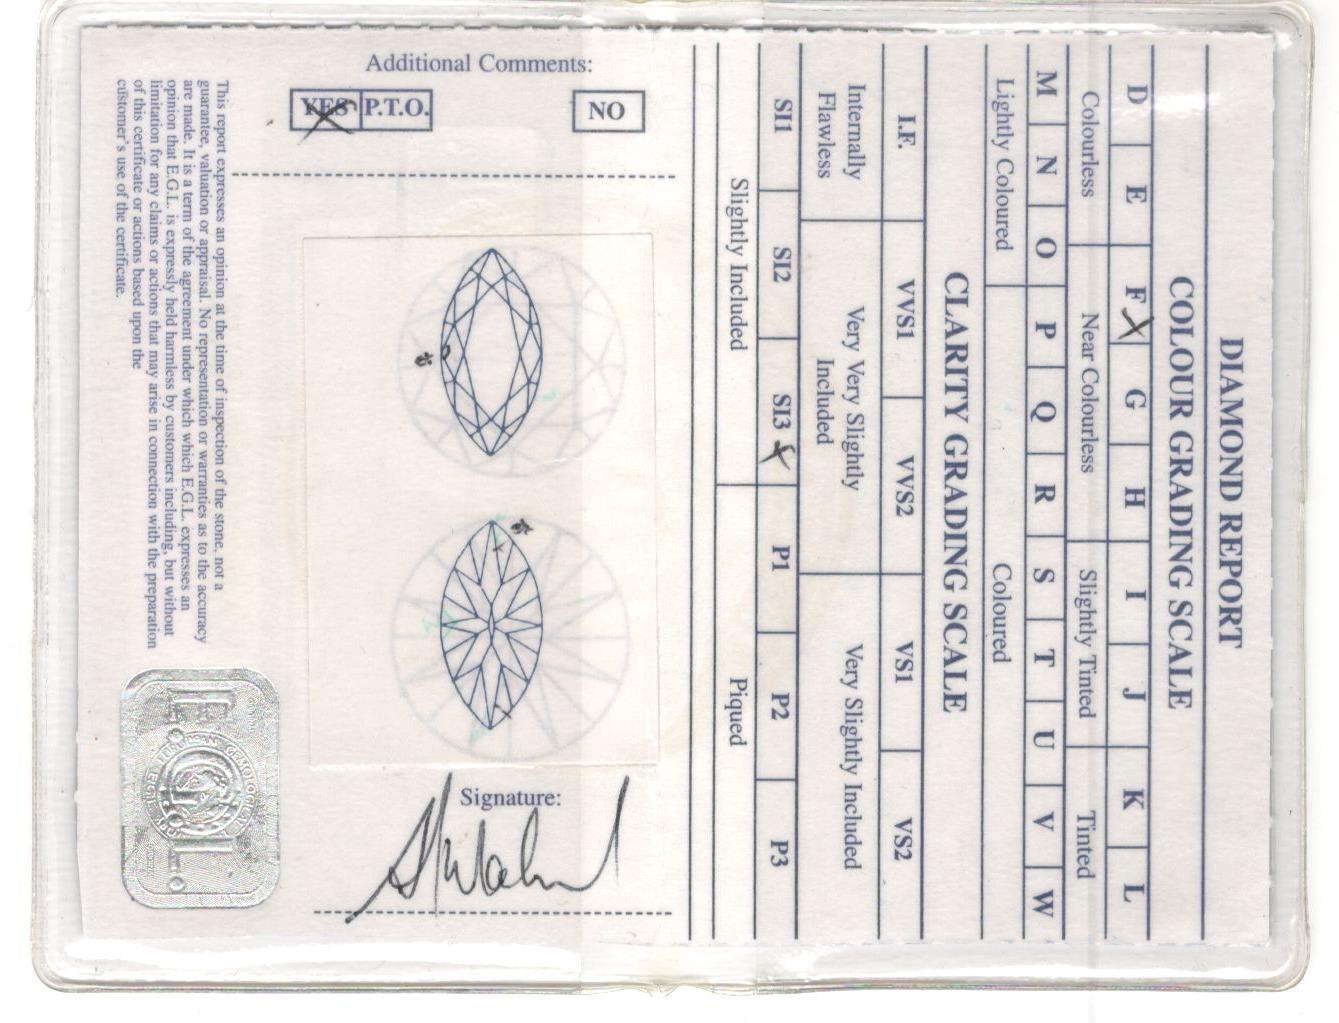 DIAMOND REPORT
COLOUR GRADING SCALE
D E F G H I J K L
Colourless Near Colourless Slightly Tinted Tinted
M N O P Q R S T U V W
Lightly Coloured Coloured
CLARITY GRADING SCALE
I.F. VVS1 VVS2 VS1 VS2
Internally Flawless Very Very Slightly Included Very Slightly Included
SI1 SI2 SI3 P1 P2 P3
Slightly Included Piqued
Additional Comments:
YES P.T.O. NO
Signature:
This report expresses an opinion at the time of inspection of the stone, not a
guarantee, valuation or appraisal. No representation or warranties as to the accuracy
are made. It is a term of the agreement under which which E.G.L. expresses an
opinion that E.G.L. is expressly held harmless by customers including, but without
limitation for any claims or actions that may arise in connection with the preparation
of this certificate or actions based upon the
customer's use of the certificate.